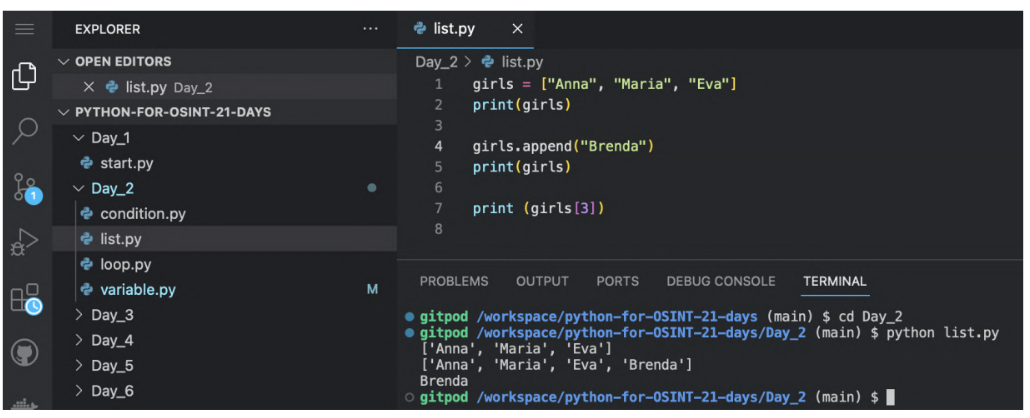 EXPLORER
OPEN EDITORS
list.py Day_2
PYTHON-FOR-OSINT-21-DAYS
Day_1
start.py
Day_2
condition.py
list.py
loop.py
variable.py M
Day_3
Day_4
Day_5
Day_6
1
list.py
Day_2 > list.py
1 girls = ["Anna", "Maria", "Eva"]
2 print(girls)
3
4 girls.append("Brenda")
5 print(girls)
6
7 print (girls[3])
8
PROBLEMS OUTPUT PORTS DEBUG CONSOLE TERMINAL
gitpod /workspace/python-for-OSINT-21-days (main) $ cd Day_2
gitpod /workspace/python-for-OSINT-21-days/Day_2 (main) $ python list.py
['Anna', 'Maria', 'Eva']
['Anna', 'Maria', 'Eva', 'Brenda']
Brenda
gitpod /workspace/python-for-OSINT-21-days/Day_2 (main) $